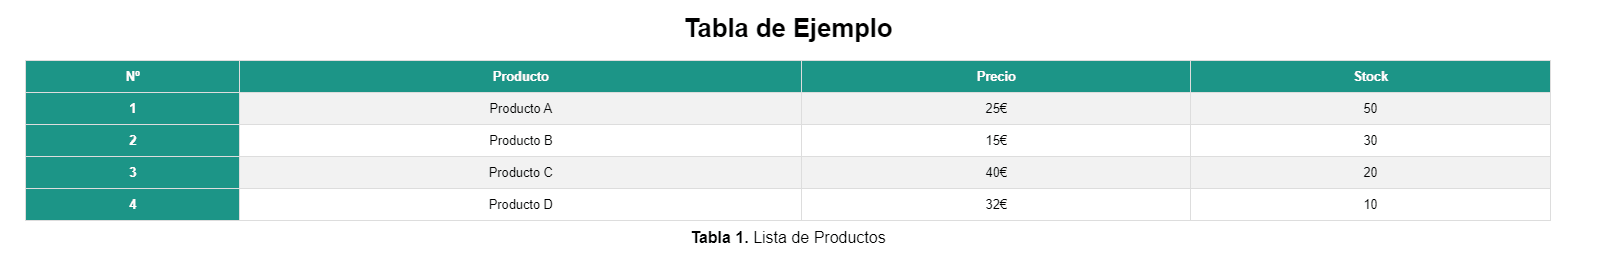 Tabla de Ejemplo
Nº Producto Precio Stock
1 Producto A 25€ 50
2 Producto B 15€ 30
3 Producto C 40€ 20
4 Producto D 32€ 10
Tabla 1. Lista de Productos